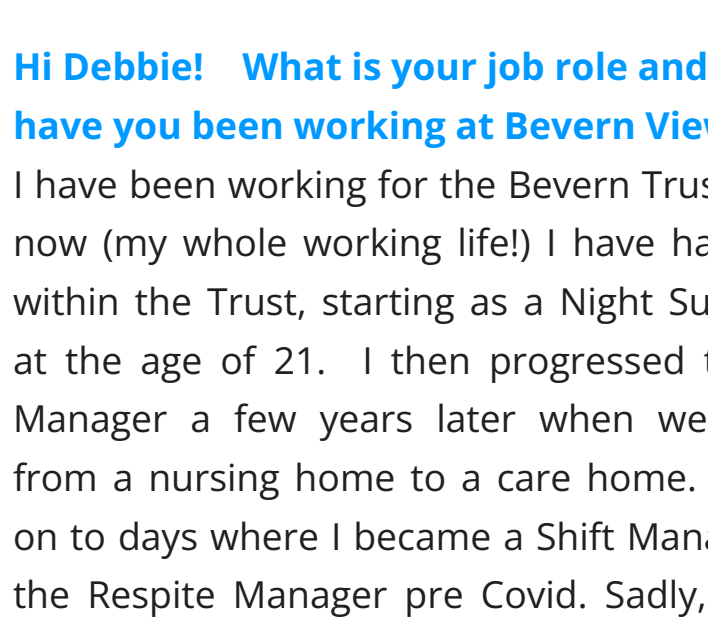 Hi Debbie! What is your job role and
have you been working at Bevern
I have been working for the Bevern
now (my whole working life!) I have
within the Trust, starting as a Night
at the age of 21. I then progressed
Manager a few years later when we
from a nursing home to a care home.
on to days where I became a Shift
the Respite Manager pre Covid. Sadly,